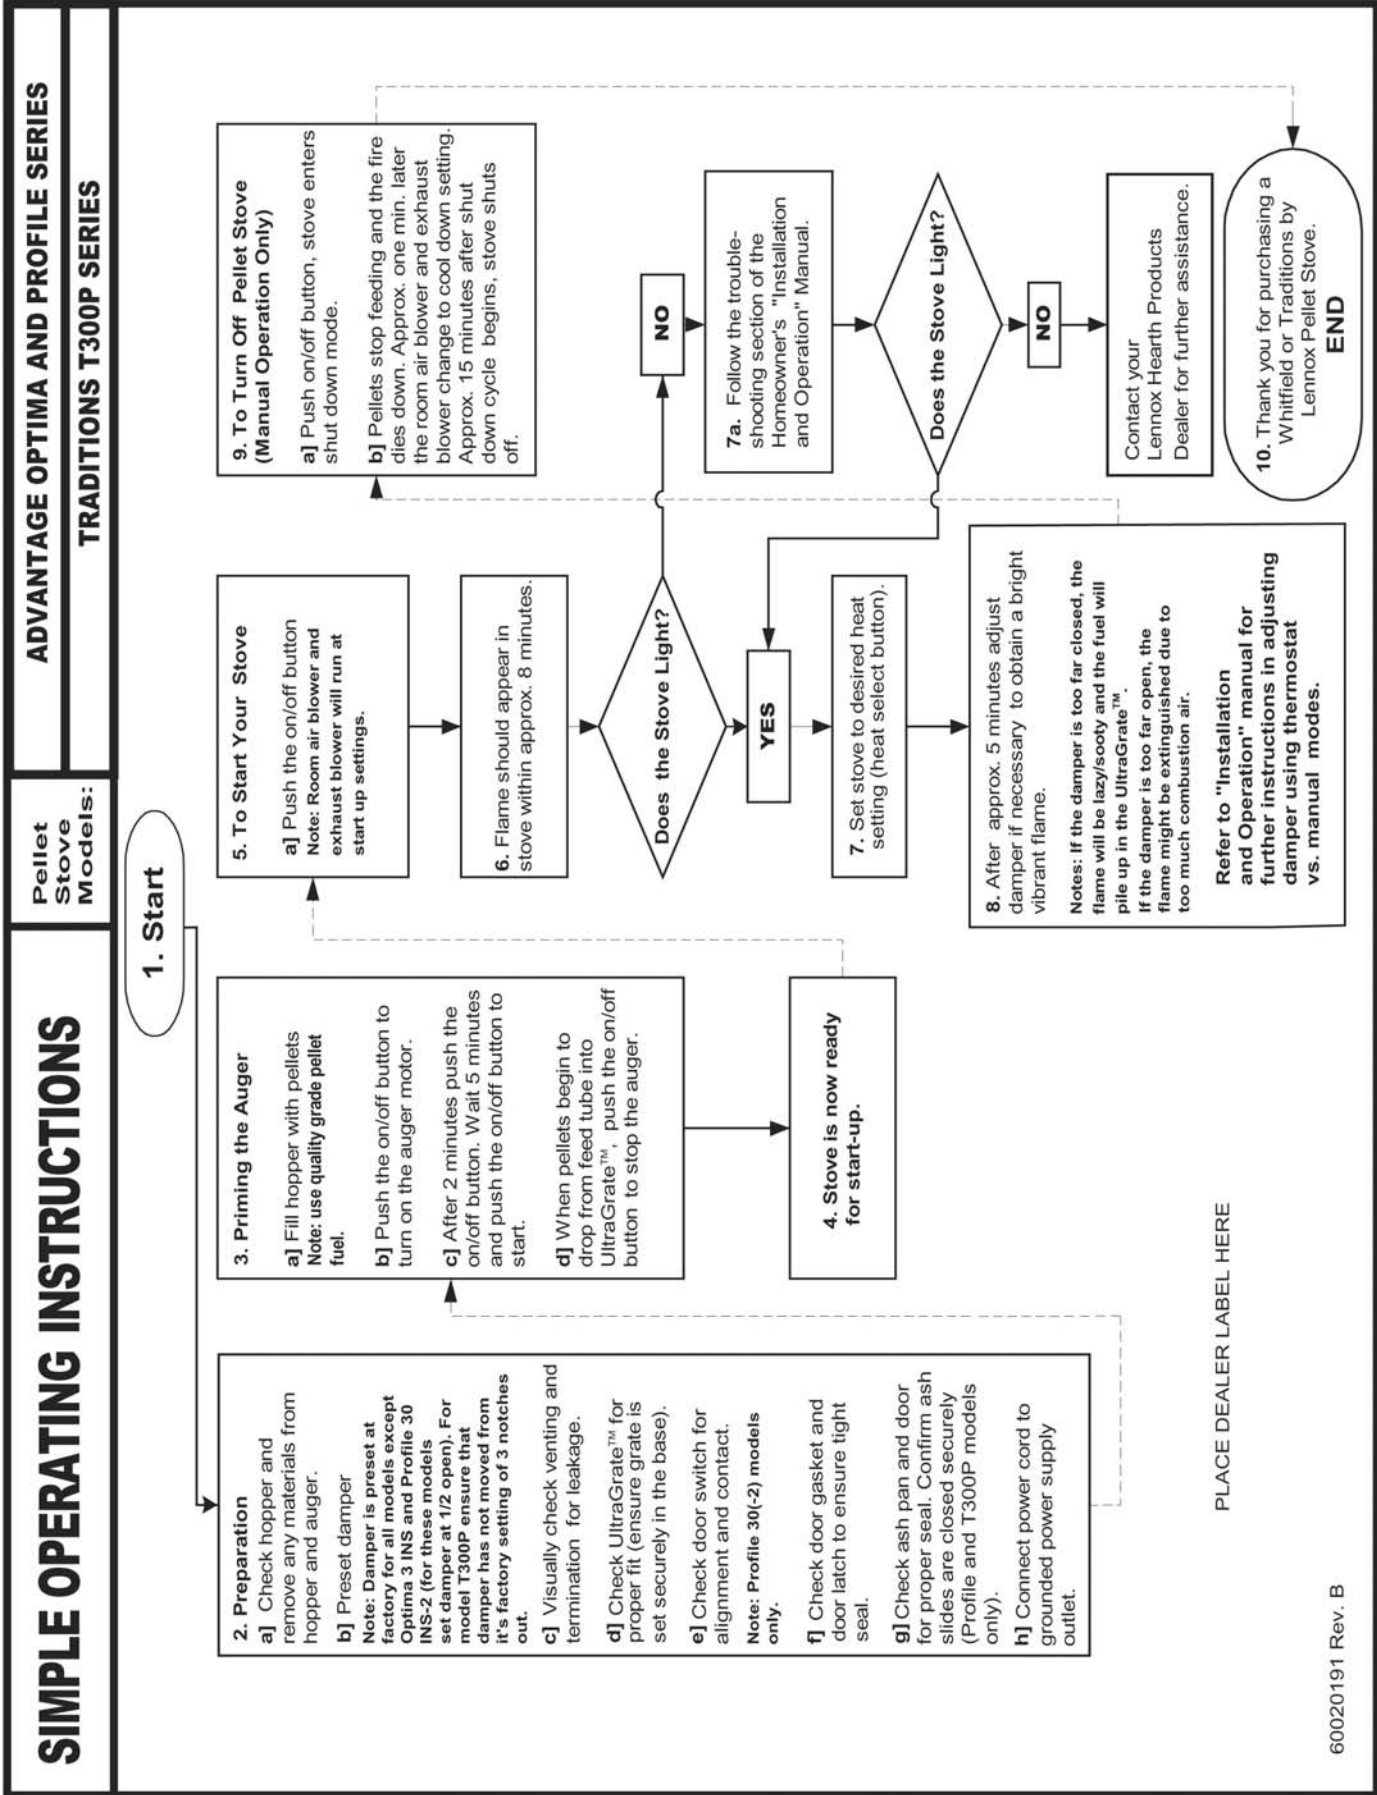 SIMPLE OPERATING INSTRUCTIONS
Pellet
Stove
Models:
ADVANTAGE OPTIMA AND PROFILE SERIES
TRADITIONS T300P SERIES
1. Start
2. Preparation
a] Check hopper and
remove any materials from
hopper and auger.
b] Preset damper
Note: Damper is preset at
factory for all models except
Optima 3 INS and Profile 30
INS-2 (for these models
set damper at 1/2 open). For
model T300P ensure that
damper has not moved from
it's factory setting of 3 notches
out.
c] Visually check venting and
termination for leakage.
d] Check UltraGrate™ for
proper fit (ensure grate is
set securely in the base).
e] Check door switch for
alignment and contact.
Note: Profile 30(-2) models
only.
f] Check door gasket and
door latch to ensure tight
seal.
g] Check ash pan and door
for proper seal. Confirm ash
slides are closed securely
(Profile and T300P models
only).
h] Connect power cord to
grounded power supply
outlet.
3. Priming the Auger
a] Fill hopper with pellets
Note: use quality grade pellet
fuel.
b] Push the on/off button to
turn on the auger motor.
c] After 2 minutes push the
on/off button. Wait 5 minutes
and push the on/off button to
start.
d] When pellets begin to
drop from feed tube into
UltraGrate™, push the on/off
button to stop the auger.
4. Stove is now ready
for start-up.
5. To Start Your Stove
a] Push the on/off button
Note: Room air blower and
exhaust blower will run at
start up settings.
6. Flame should appear in
stove within approx. 8 minutes.
Does the Stove Light?
YES
7. Set stove to desired heat
setting (heat select button).
8. After approx. 5 minutes adjust
damper if necessary to obtain a bright
vibrant flame.
Notes: If the damper is too far closed, the
flame will be lazy/sooty and the fuel will
pile up in the UltraGrate™.
If the damper is too far open, the
flame might be extinguished due to
too much combustion air.
Refer to "Installation
and Operation" manual for
further instructions in adjusting
damper using thermostat
vs. manual modes.
9. To Turn Off Pellet Stove
(Manual Operation Only)
a] Push on/off button, stove enters
shut down mode.
b] Pellets stop feeding and the fire
dies down. Approx. one min. later
the room air blower and exhaust
blower change to cool down setting.
Approx. 15 minutes after shut
down cycle begins, stove shuts
off.
NO
7a. Follow the trouble-
shooting section of the
Homeowner's "Installation
and Operation" Manual.
Does the Stove Light?
NO
Contact your
Lennox Hearth Products
Dealer for further assistance.
10. Thank you for purchasing a
Whitfield or Traditions by
Lennox Pellet Stove.
END
PLACE DEALER LABEL HERE
60020191 Rev. B